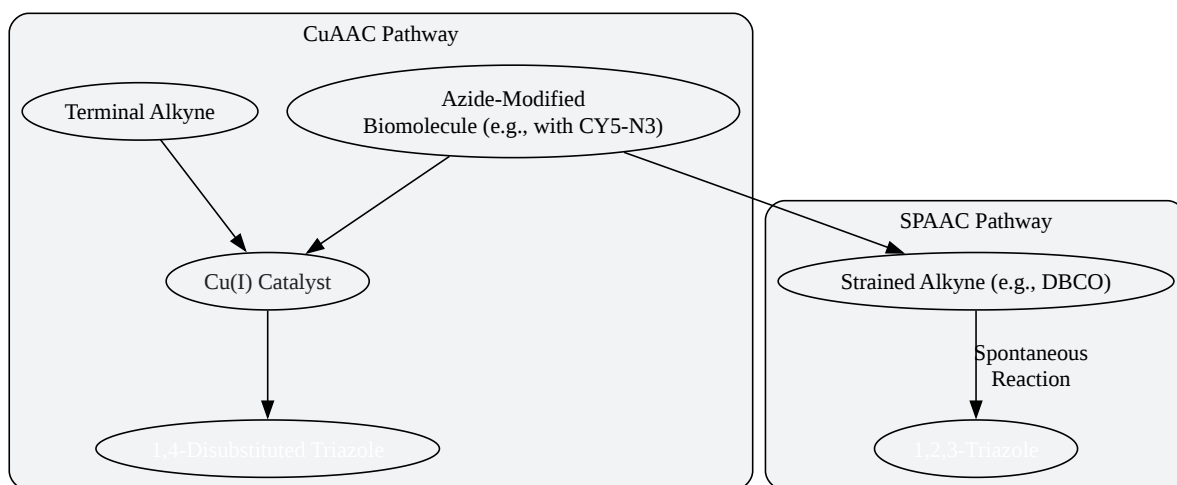 CuAAC Pathway
Terminal Alkyne
Azide-Modified
Biomolecule (e.g., with CY5-N3)
SPAAC Pathway
Cu(I) Catalyst
Strained Alkyne (e.g., DBCO)
Spontaneous
Reaction
1,4-Disubstituted Triazole
1,2,3-Triazole